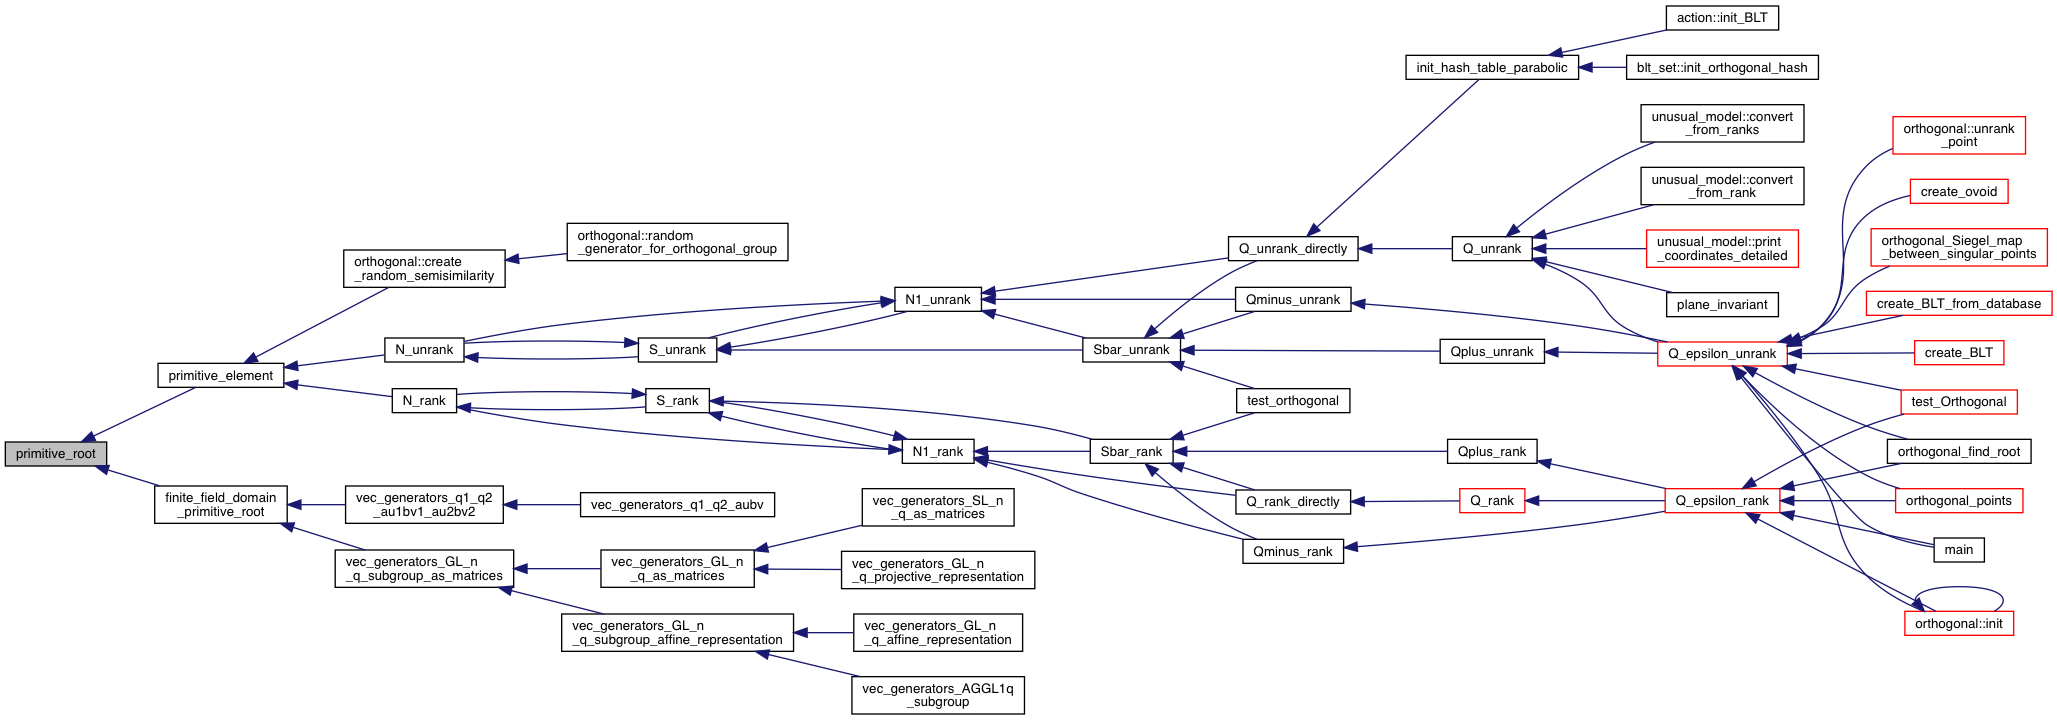 primitive_root
primitive_element
finite_field_domain
_primitive_root
orthogonal::create
_random_semisimilarity
N_unrank
N_rank
vec_generators_q1_q2
_au1bv1_au2bv2
vec_generators_GL_n
_q_subgroup_as_matrices
orthogonal::random
_generator_for_orthogonal_group
S_unrank
S_rank
vec_generators_q1_q2_aubv
vec_generators_GL_n
_q_as_matrices
vec_generators_GL_n
_q_subgroup_affine_representation
N1_unrank
N1_rank
vec_generators_SL_n
_q_as_matrices
vec_generators_GL_n
_q_projective_representation
vec_generators_GL_n
_q_affine_representation
vec_generators_AGGL1q
_subgroup
Sbar_unrank
Sbar_rank
Q_unrank_directly
Qminus_unrank
test_orthogonal
Q_rank_directly
Qminus_rank
init_hash_table_parabolic
Q_unrank
Qplus_unrank
Qplus_rank
Q_rank
action::init_BLT
blt_set::init_orthogonal_hash
unusual_model::convert
_from_ranks
unusual_model::convert
_from_rank
unusual_model::print
_coordinates_detailed
plane_invariant
Q_epsilon_unrank
Q_epsilon_rank
orthogonal::unrank
_point
create_ovoid
orthogonal_Siegel_map
_between_singular_points
create_BLT_from_database
create_BLT
test_Orthogonal
orthogonal_find_root
orthogonal_points
main
orthogonal::init